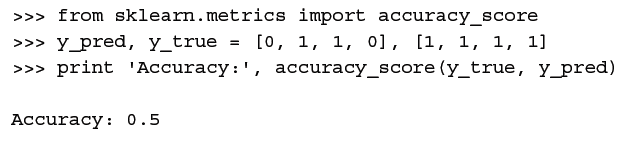 >>> from sklearn.metrics import accuracy_score
>>> y_pred, y_true = [0, 1, 1, 0], [1, 1, 1, 1]
>>> print 'Accuracy:', accuracy_score(y_true, y_pred)
Accuracy: 0.5